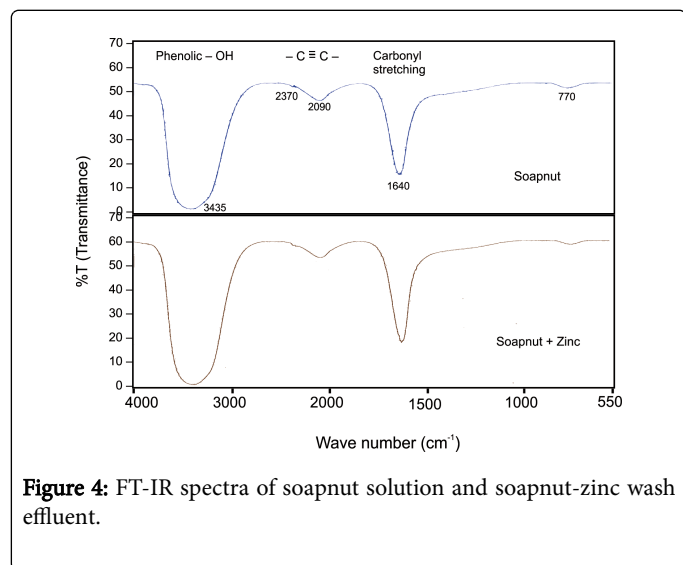 70
60
50
40
30
20
10
0
Phenolic – OH
– C ≡ C –
Carbonyl
stretching
2370
2090
770
1640
3435
Soapnut
%T (Transmittance)
70
60
50
40
30
20
10
0
Soapnut + Zinc
4000 3000 2000 1500 1000 550
Wave number (cm⁻¹)
Figure 4: FT-IR spectra of soapnut solution and soapnut-zinc wash
effluent.